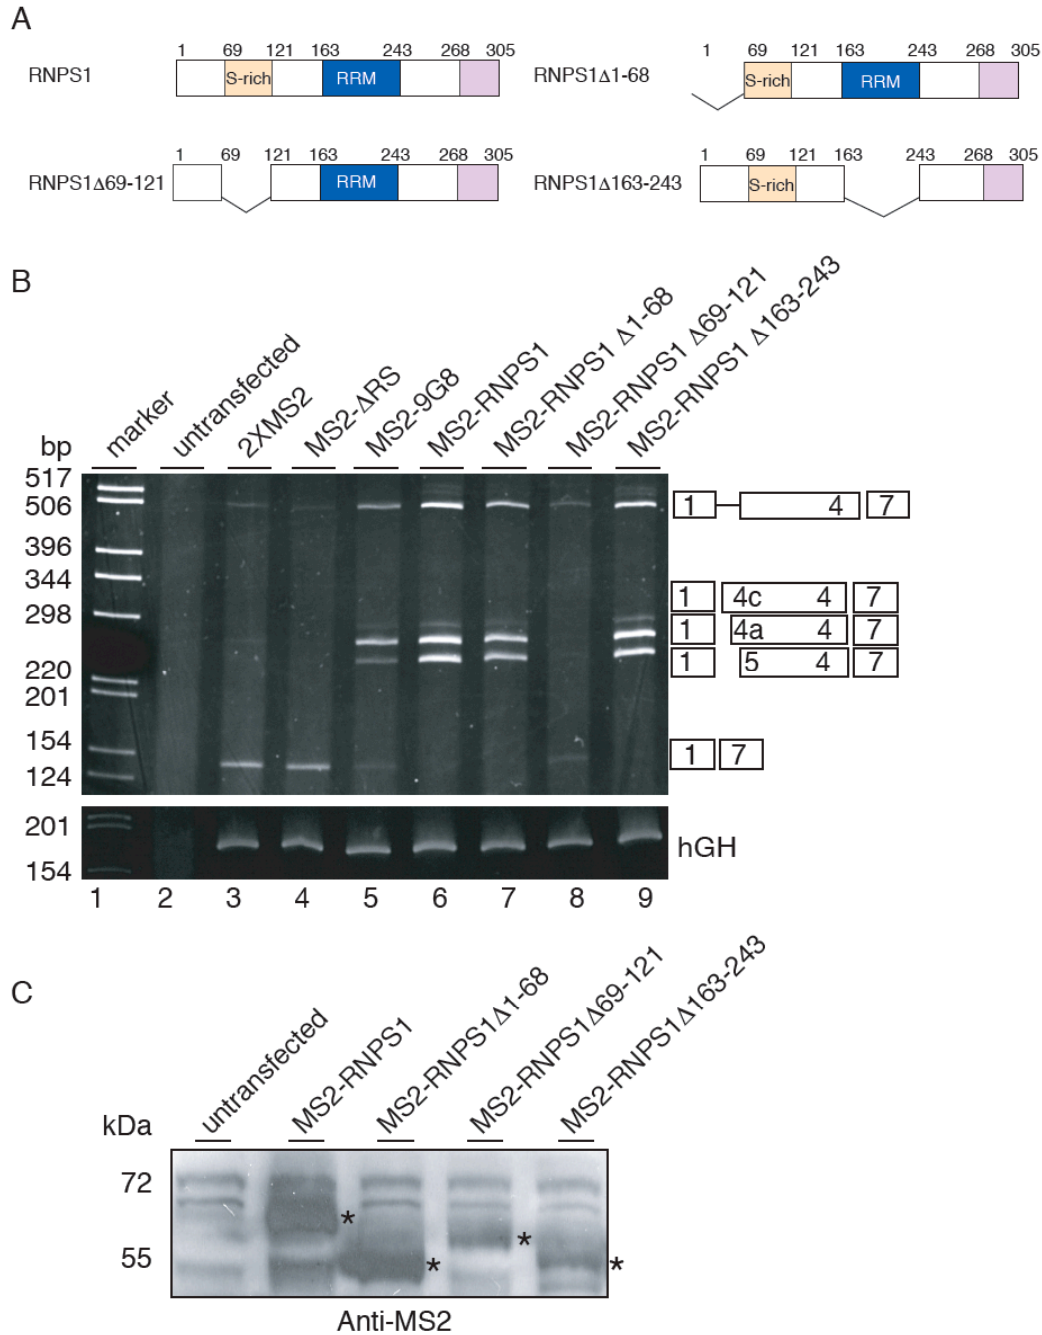 A
1 69 121 163 243 268 305
RNPS1 S-rich RRM
1 69 121 163 243 268 305
RNPS1Δ1-68 S-rich RRM
1 69 121 163 243 268 305
RNPS1Δ69-121 RRM
1 69 121 163 243 268 305
RNPS1Δ163-243 S-rich
B
bp
marker
untransfected
2XMS2
MS2-ΔRS
MS2-9G8
MS2-RNPS1
MS2-RNPS1 Δ1-68
MS2-RNPS1 Δ69-121
MS2-RNPS1 Δ163-243
517
506
396
344
298
220
201
154
124
1 4 7
1 4c 4 7
1 4a 4 7
1 5 4 7
1 7
201
154
hGH
1 2 3 4 5 6 7 8 9
C
kDa
untransfected
MS2-RNPS1
MS2-RNPS1Δ1-68
MS2-RNPS1Δ69-121
MS2-RNPS1Δ163-243
72
55
*
*
*
*
Anti-MS2